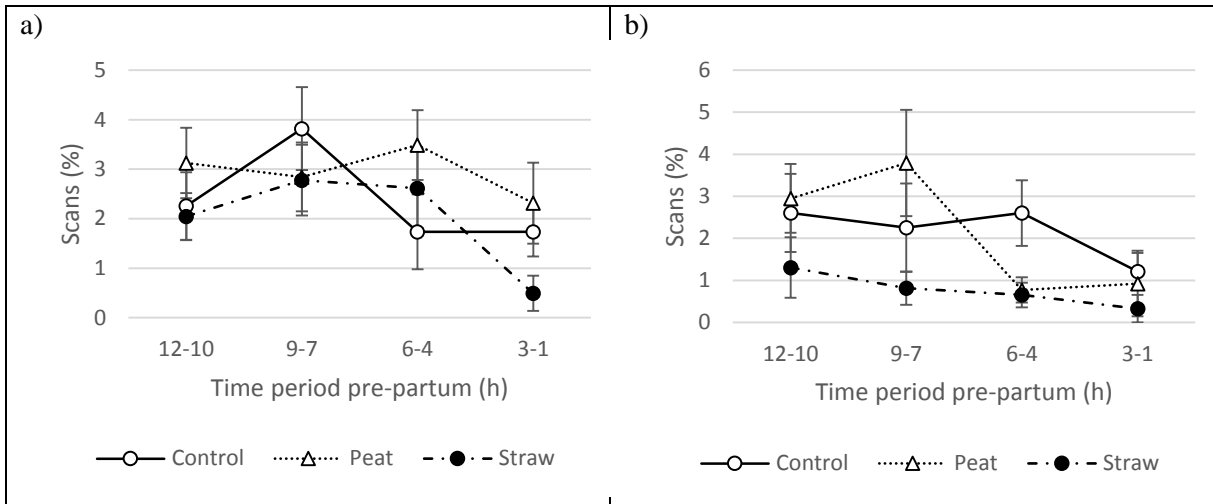 a)
5
4
3
2
1
0
Scans (%)
12-10 9-7 6-4 3-1
Time period pre-partum (h)
Control Peat Straw
b)
6
5
4
3
2
1
0
Scans (%)
12-10 9-7 6-4 3-1
Time period pre-partum (h)
Control Peat Straw